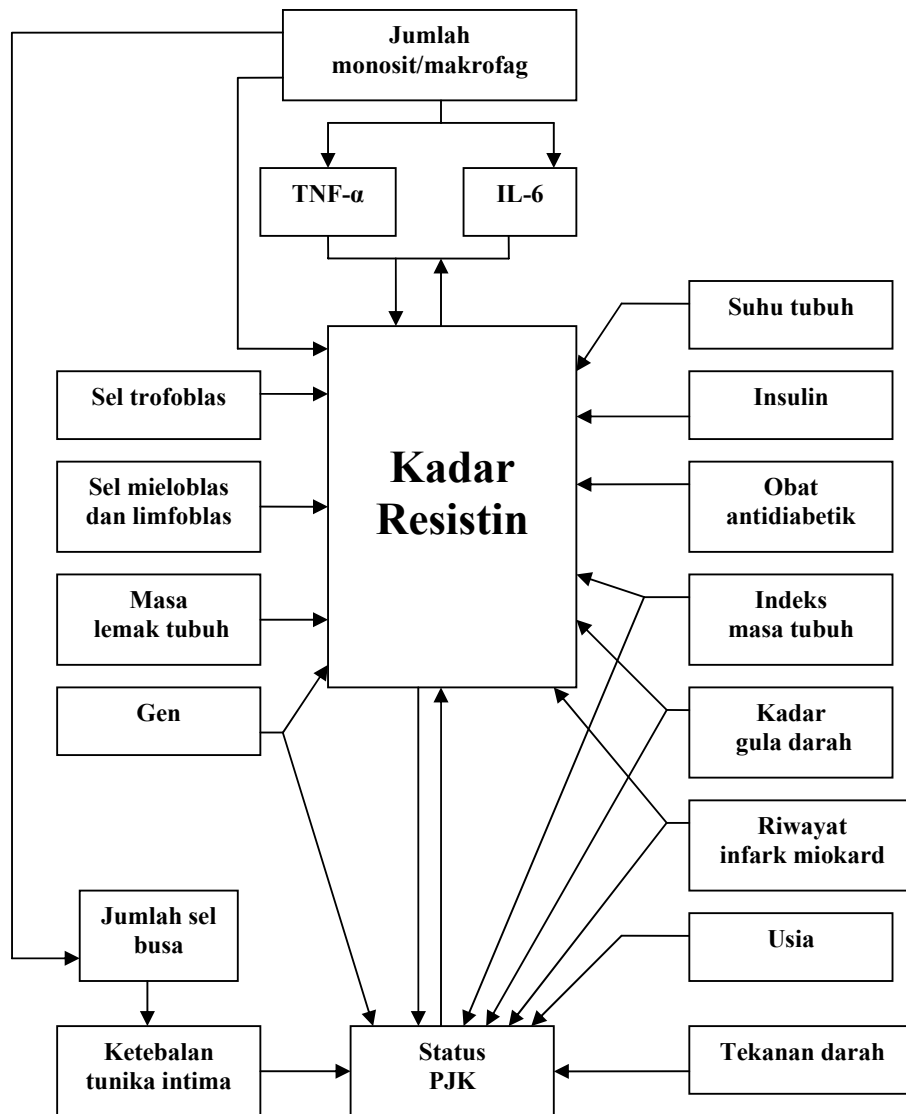 Jumlah
monosit/makrofag
TNF-α
IL-6
Suhu tubuh
Sel trofoblas
Insulin
Kadar
Resistin
Sel mieloblas
dan limfoblas
Obat
antidiabetik
Masa
lemak tubuh
Indeks
masa tubuh
Gen
Kadar
gula darah
Riwayat
infark miokard
Jumlah sel
busa
Usia
Ketebalan
tunika intima
Status
PJK
Tekanan darah